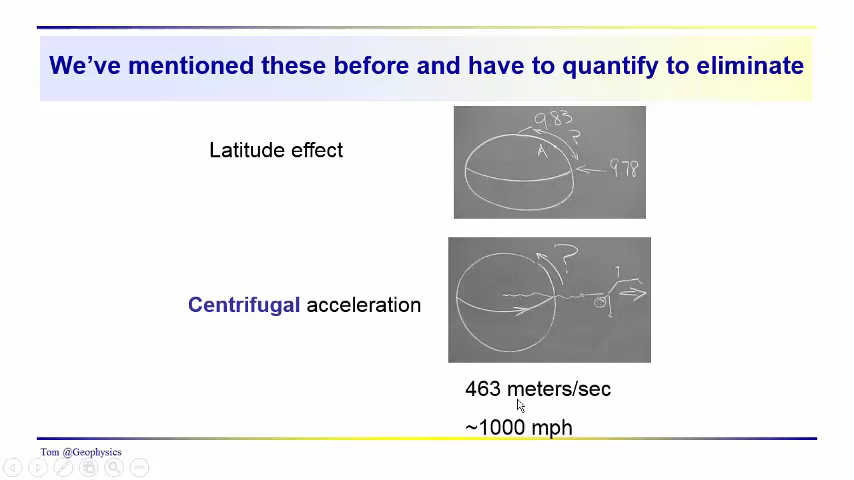 We've mentioned these before and have to quantify to eliminate
9.83
?
A
Latitude effect
9.78
?
Centrifugal acceleration
463 meters/sec
~1000 mph
Tom @Geophysics